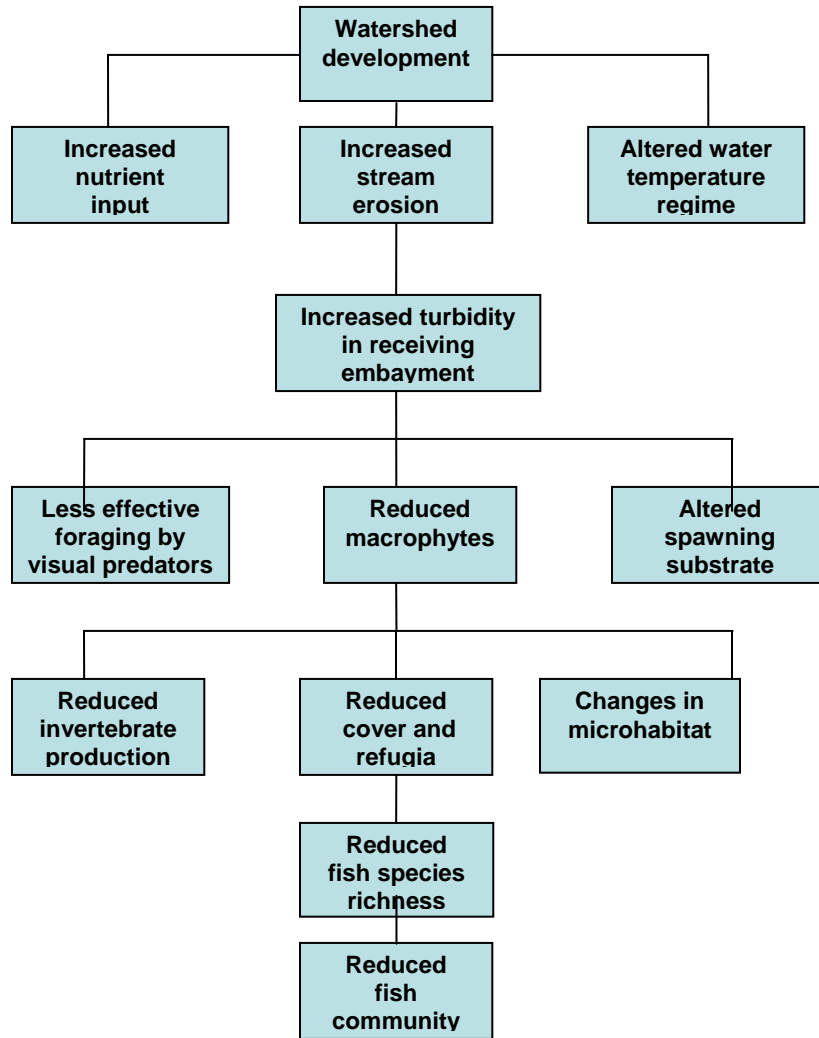 Watershed
development
Increased
nutrient
input
Increased
stream
erosion
Altered water
temperature
regime
Increased turbidity
in receiving
embayment
Less effective
foraging by
visual predators
Reduced
macrophytes
Altered
spawning
substrate
Reduced
invertebrate
production
Reduced
cover and
refugia
Changes in
microhabitat
Reduced
fish species
richness
Reduced
fish
community